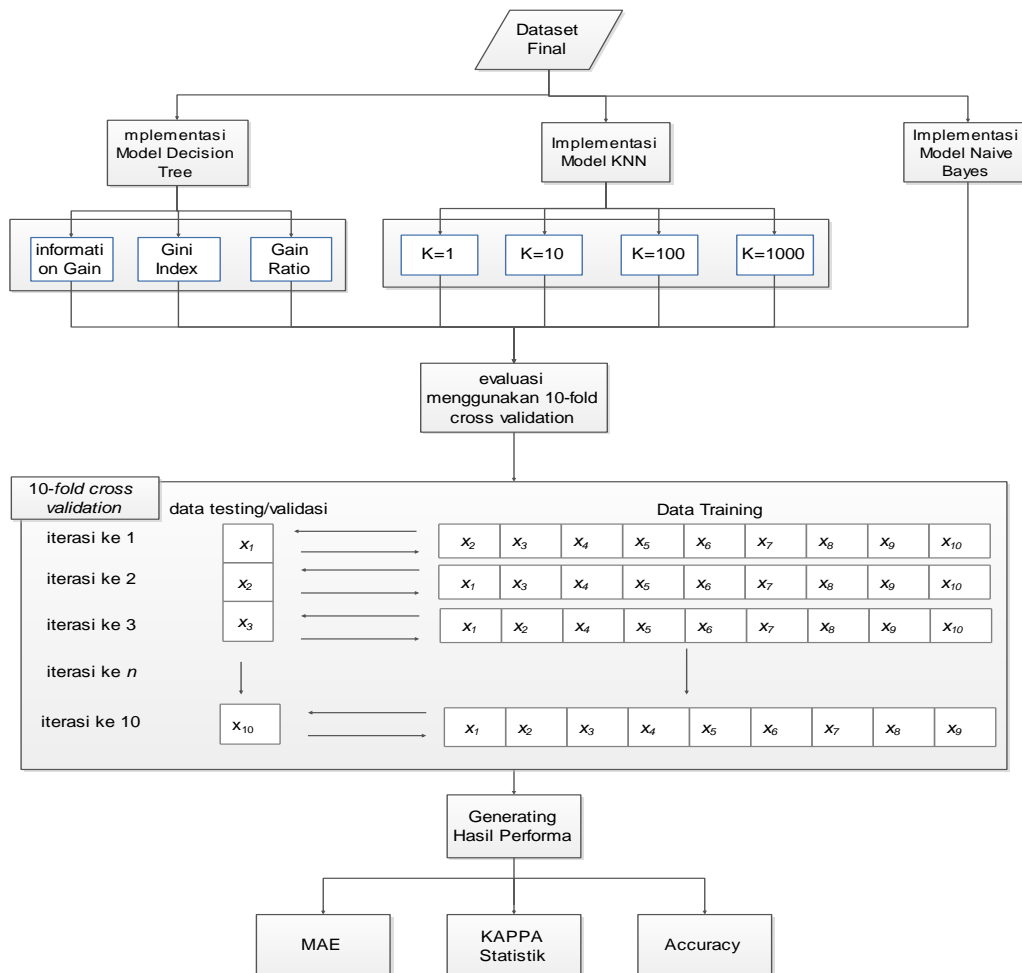 Dataset
Final
mplementasi
Model Decision
Tree
Implementasi
Model KNN
Implementasi
Model Naive
Bayes
informati
on Gain
Gini
Index
Gain
Ratio
K=1
K=10
K=100
K=1000
evaluasi
menggunakan 10-fold
cross validation
10-fold cross
validation
data testing/validasi
Data Training
iterasi ke 1
x1
x2 x3 x4 x5 x6 x7 x8 x9 x10
iterasi ke 2
x2
x1 x3 x4 x5 x6 x7 x8 x9 x10
iterasi ke 3
x3
x1 x2 x4 x5 x6 x7 x8 x9 x10
iterasi ke n
iterasi ke 10
x10
x1 x2 x3 x4 x5 x6 x7 x8 x9
Generating
Hasil Performa
MAE
KAPPA
Statistik
Accuracy